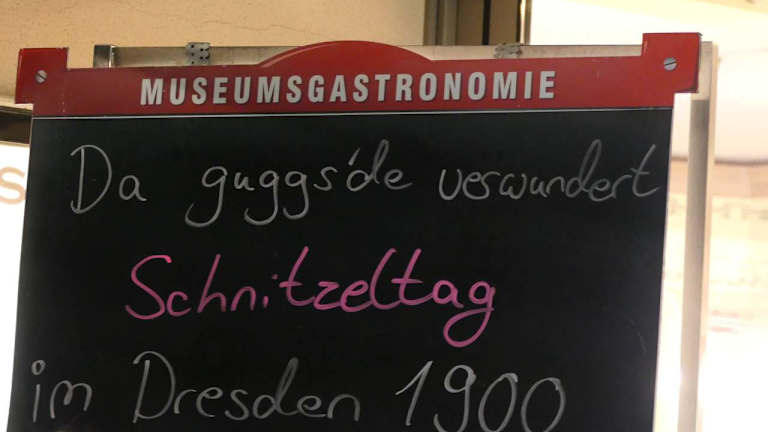 MUSEUMSGASTRONOMIE
Da guggs'de verwundert
Schnitzeltag
im Dresden 1900